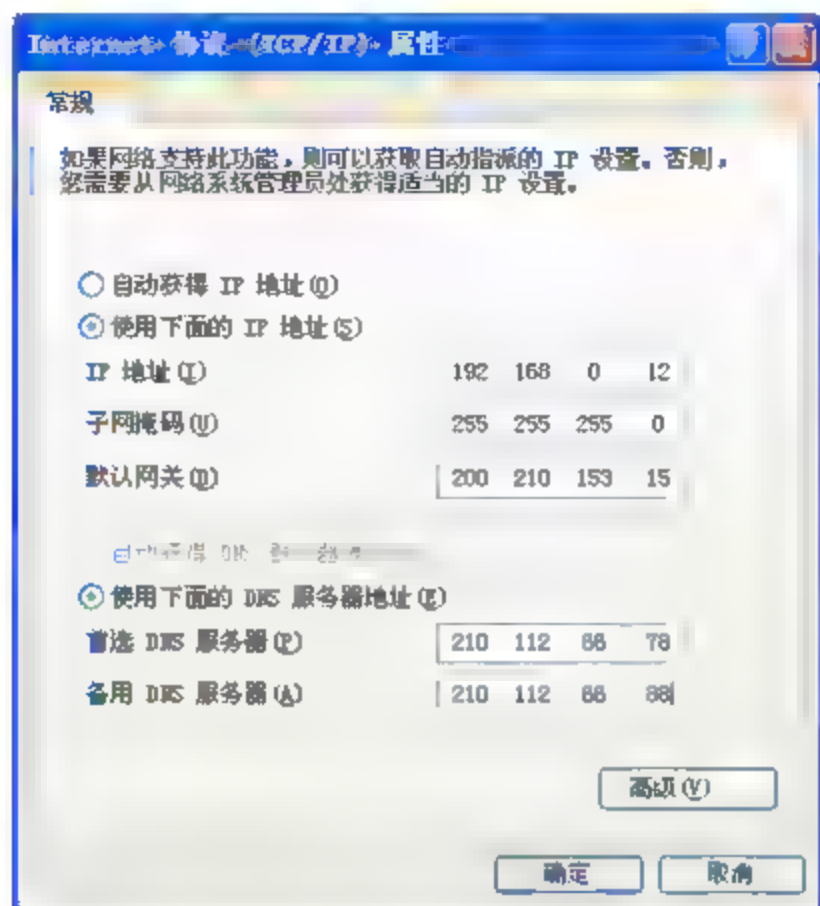 Internet 协议 (TCP/IP) 属性
常规
如果网络支持此功能，则可以获取自动指派的 IP 设置。否则，
您需要从网络系统管理员处获得适当的 IP 设置。
自动获得 IP 地址(O)
使用下面的 IP 地址(S)
IP 地址(I) 192 168 0 12
子网掩码(U) 255 255 255 0
默认网关(D) 200 210 153 15
使用下面的 DNS 服务器地址(E)
首选 DNS 服务器(P) 210 112 66 78
备用 DNS 服务器(A) 210 112 66 88
高级(V)
确定 取消